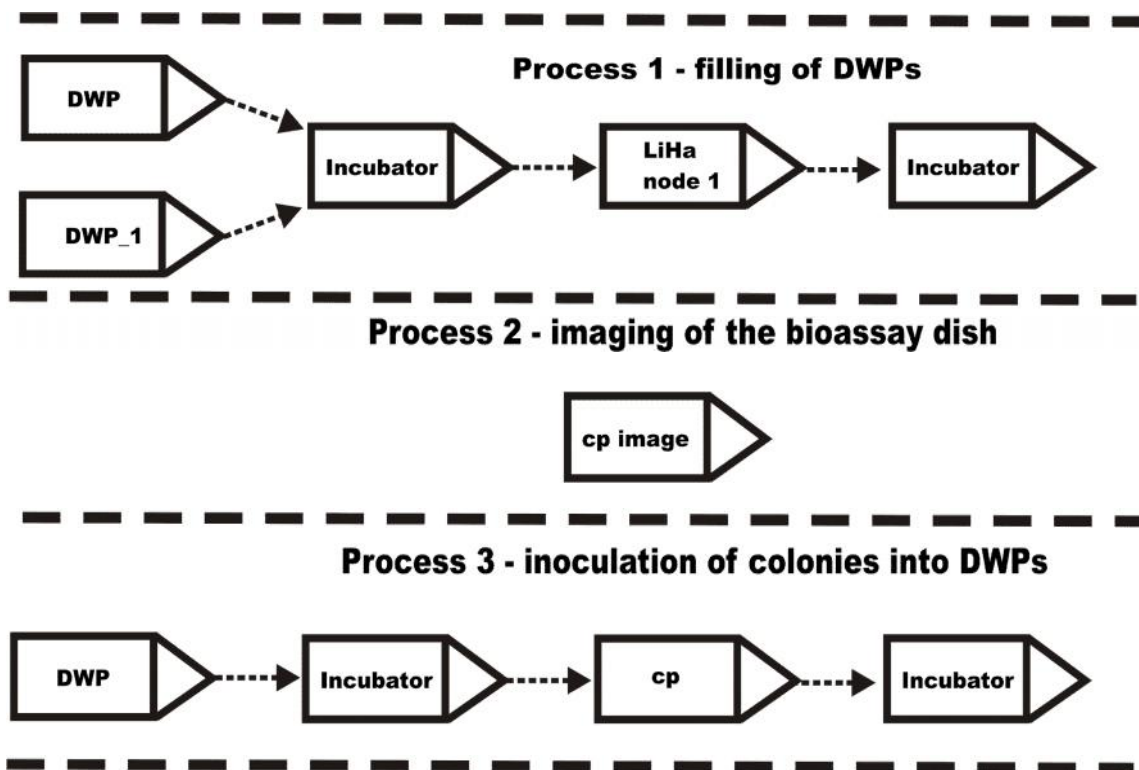 Process 1 - filling of DWPs
DWP
DWP_1
Incubator
LiHa
node 1
Incubator
Process 2 - imaging of the bioassay dish
cp image
Process 3 - inoculation of colonies into DWPs
DWP
Incubator
cp
Incubator